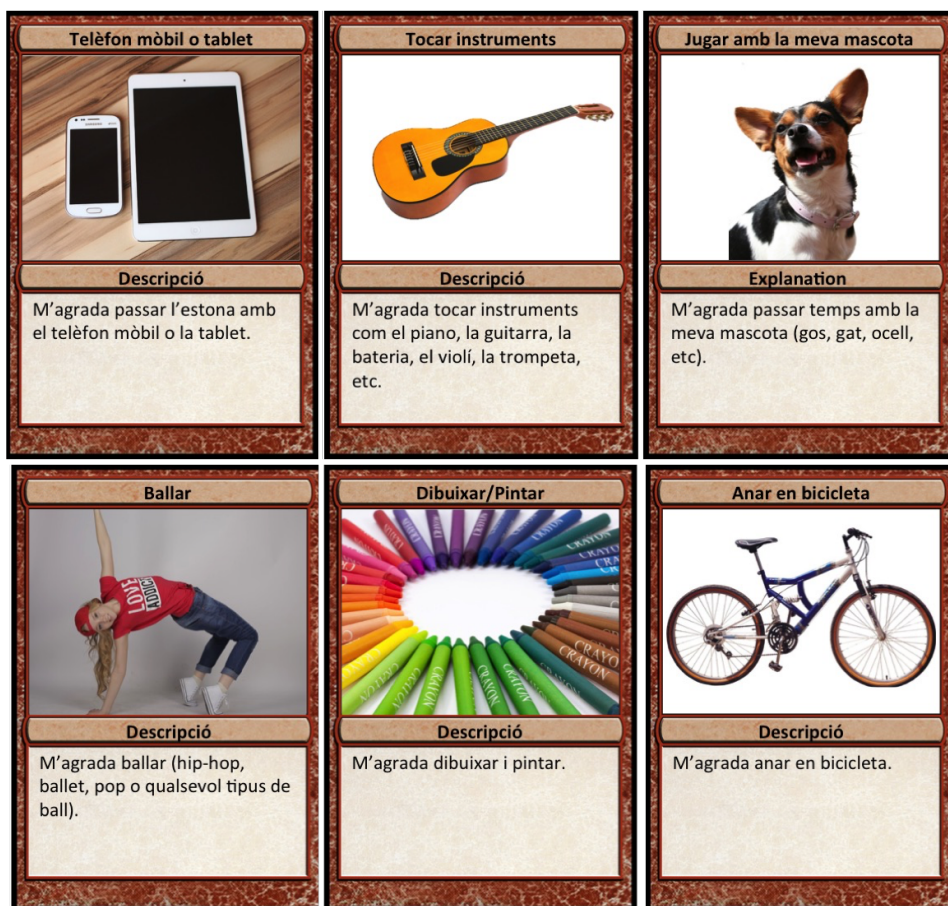 Telèfon mòbil o tablet
Descripció
M'agrada passar l'estona amb
el telèfon mòbil o la tablet.
Tocar instruments
Descripció
M'agrada tocar instruments
com el piano, la guitarra, la
bateria, el violí, la trompeta,
etc.
Jugar amb la meva mascota
Explanation
M'agrada passar temps amb la
meva mascota (gos, gat, ocell,
etc).
Ballar
LOVE
ADDICT
Descripció
M'agrada ballar (hip-hop,
ballet, pop o qualsevol tipus de
ball).
Dibuixar/Pintar
CRAYON
CRAYON
CRAYON
CRAYON
CRAYON
Descripció
M'agrada dibuixar i pintar.
Anar en bicicleta
Descripció
M'agrada anar en bicicleta.